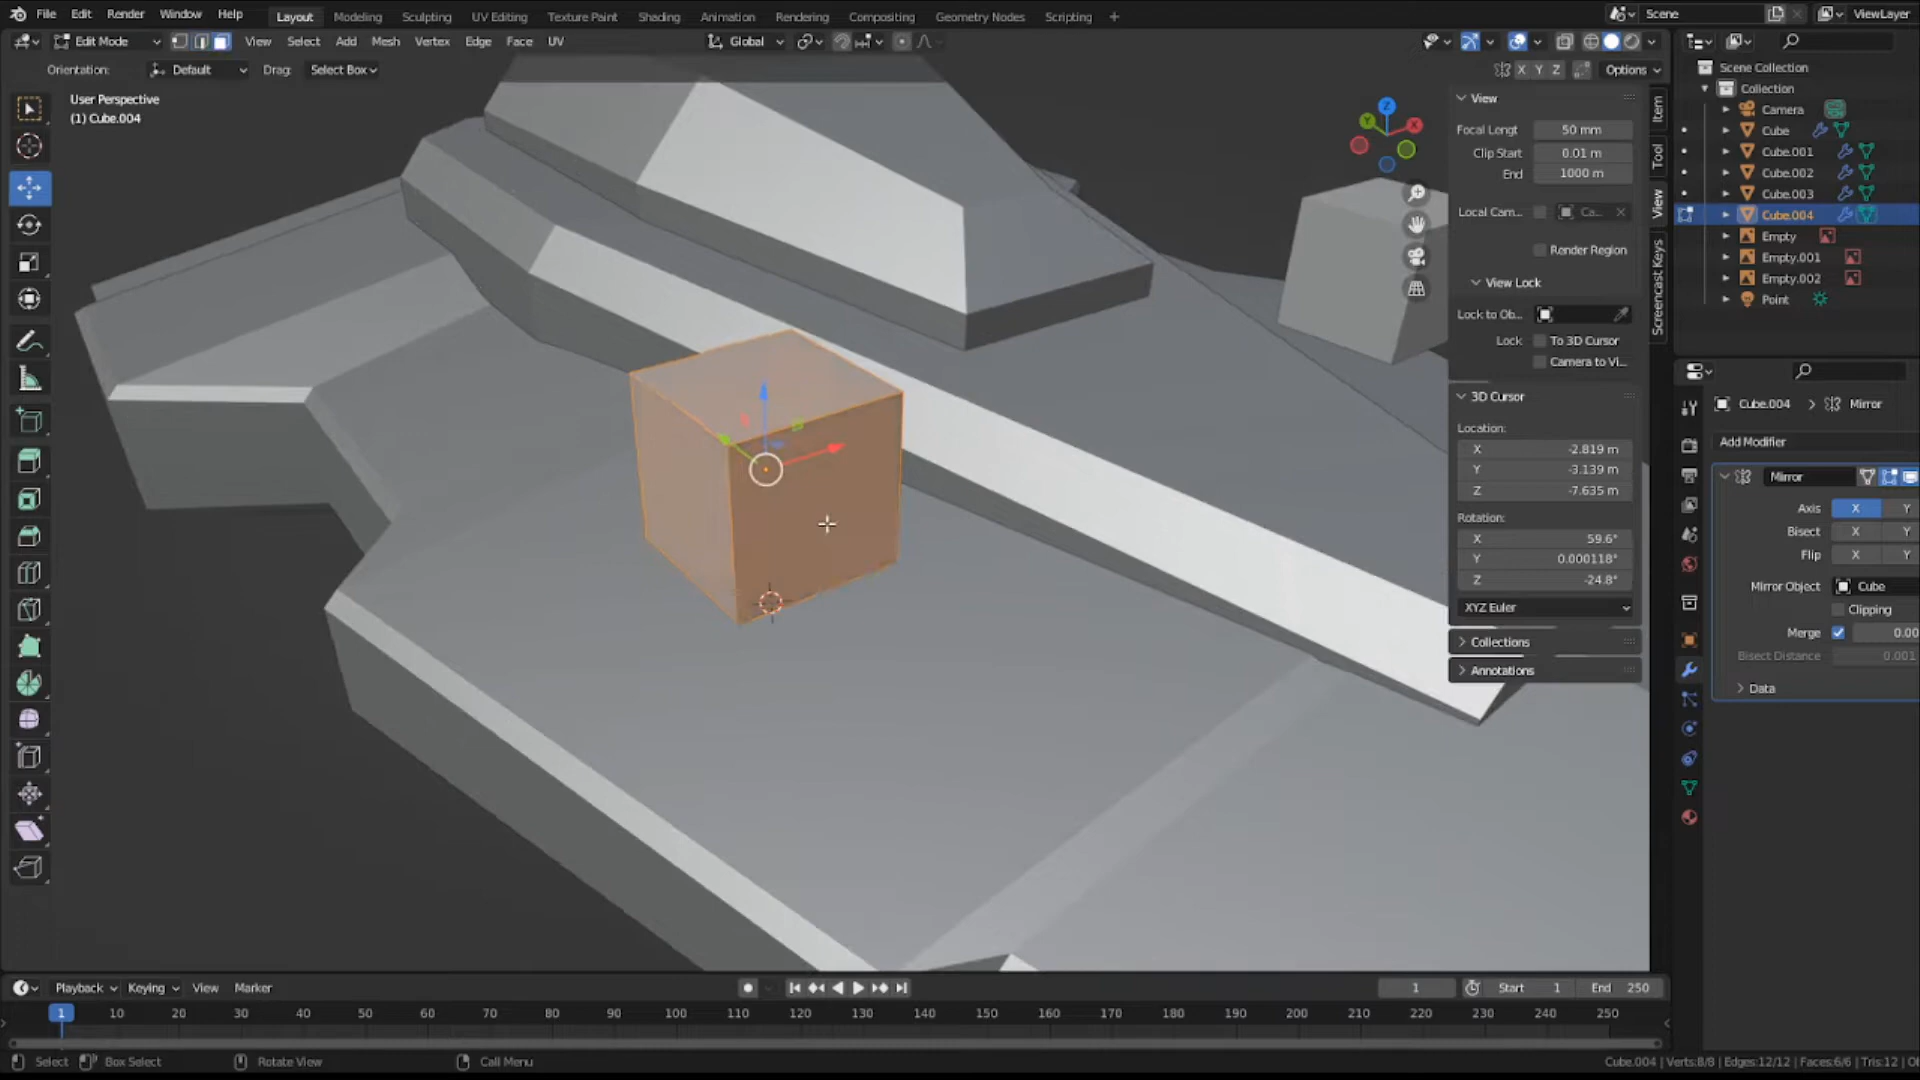 File Edit Render Window Help Layout Modeling Sculpting UV Editing Texture Paint Shading Animation Rendering Compositing Geometry Nodes Scripting + Scene ViewLayer
Edit Mode View Select Add Mesh Vertex Edge Face UV Global
Orientation: Default Drag: Select Box X Y Z Options
User Perspective
(1) Cube.004
Z
Y
X
View
Focal Lengt 50 mm
Clip Start 0.01 m
End 1000 m
Local Cam... Ca...
Render Region
View Lock
Lock to Ob...
Lock To 3D Cursor
Camera to Vi...
3D Cursor
Location:
X -2.819 m
Y -3.139 m
Z -7.635 m
Rotation:
X 59.6°
Y 0.000118°
Z -24.8°
XYZ Euler
Collections
Annotations
Item
Tool
View
Screencast Keys
Scene Collection
Collection
Camera
Cube
Cube.001
Cube.002
Cube.003
Cube.004
Empty
Empty.001
Empty.002
Point
Cube.004 > Mirror
Add Modifier
Mirror
Axis X Y
Bisect X Y
Flip X Y
Mirror Object Cube
Clipping
Merge 0.00
Bisect Distance 0.001
Data
Playback Keying View Marker 1 Start 1 End 250
1 10 20 30 40 50 60 70 80 90 100 110 120 130 140 150 160 170 180 190 200 210 220 230 240 250
Select Box Select Rotate View Call Menu Cube.004 | Verts:8/8 | Edges:12/12 | Faces:6/6 | Tris:12 |